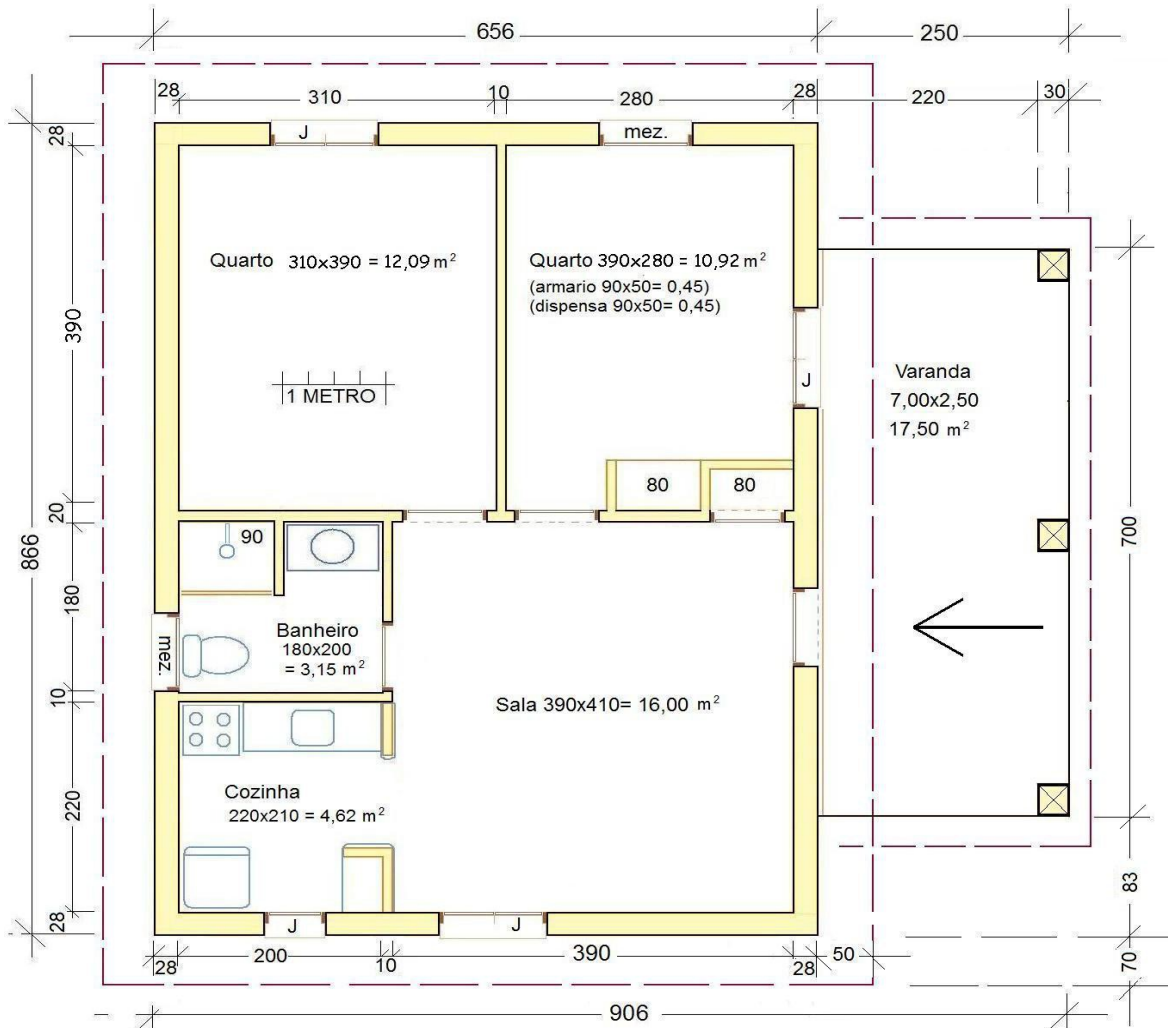 656
250
28
310
10
280
28
220
30
28
J
mez.
Quarto 310x390 = 12,09 m²
Quarto 390x280 = 10,92 m²
(armario 90x50= 0,45)
(dispensa 90x50= 0,45)
390
1 METRO
J
Varanda
7,00x2,50
17,50 m²
80
80
20
866
90
700
180
mez.
Banheiro
180x200
= 3,15 m²
10
Sala 390x410= 16,00 m²
220
Cozinha
220x210 = 4,62 m²
83
28
J
J
28
200
10
390
28
50
70
906